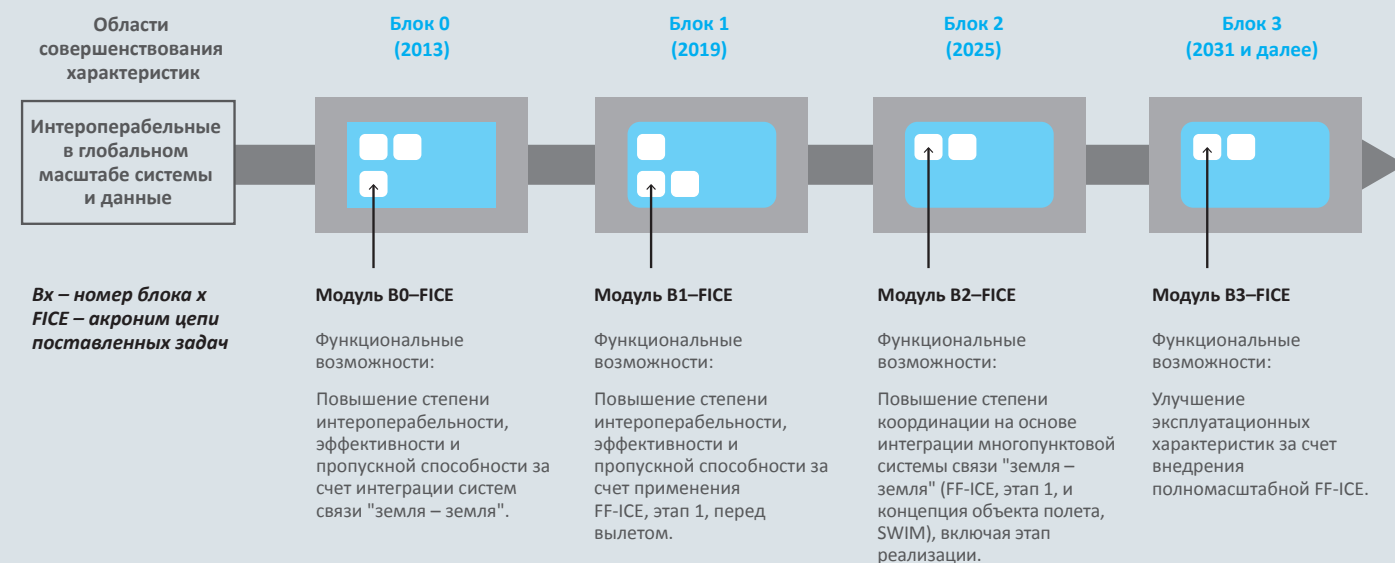 Области
совершенствования
характеристик
Блок 0
(2013)
Блок 1
(2019)
Блок 2
(2025)
Блок 3
(2031 и далее)
Интероперабельные
в глобальном
масштабе системы
и данные
Bx – номер блока x
FICE – акроним цепи
поставленных задач
Модуль B0–FICE
Функциональные
возможности:
Повышение степени
интероперабельности,
эффективности и
пропускной способности за
счет интеграции систем
связи "земля – земля".
Модуль B1–FICE
Функциональные
возможности:
Повышение степени
интероперабельности,
эффективности и
пропускной способности за
счет применения
FF-ICE, этап 1, перед
вылетом.
Модуль B2–FICE
Функциональные
возможности:
Повышение степени
координации на основе
интеграции многопунктовой
системы связи "земля –
земля" (FF-ICE, этап 1, и
концепция объекта полета,
SWIM), включая этап
реализации.
Модуль B3–FICE
Функциональные
возможности:
Улучшение
эксплуатационных
характеристик за счет
внедрения
полномасштабной FF-ICE.